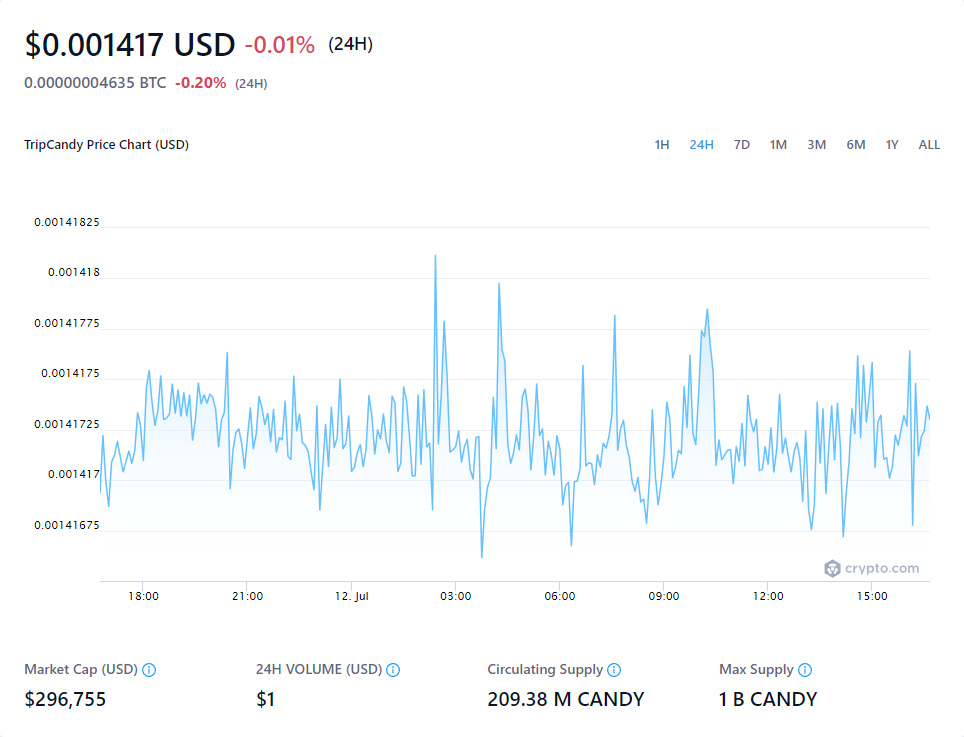 $0.001417 USD -0.01% (24H)
0.00000004635 BTC -0.20% (24H)
TripCandy Price Chart (USD) 1H 24H 7D 1M 3M 6M 1Y ALL
0.00141825
0.001418
0.00141775
0.0014175
0.00141725
0.001417
0.00141675
crypto.com
18:00 21:00 12. Jul 03:00 06:00 09:00 12:00 15:00
Market Cap (USD) 24H VOLUME (USD) Circulating Supply Max Supply
$296,755 $1 209.38 M CANDY 1 B CANDY